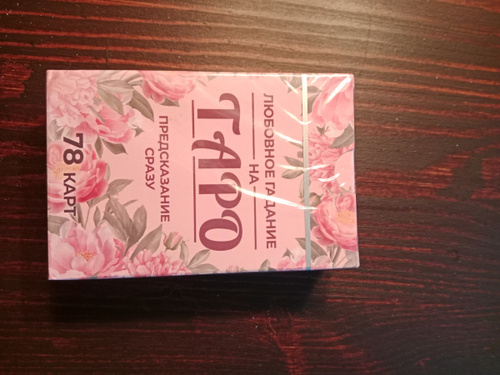 ЛЮБОВНОЕ ГАДАНИЕ
НА
ТАРО
ПРЕДСКАЗАНИЕ
СРАЗУ
78 КАРТ